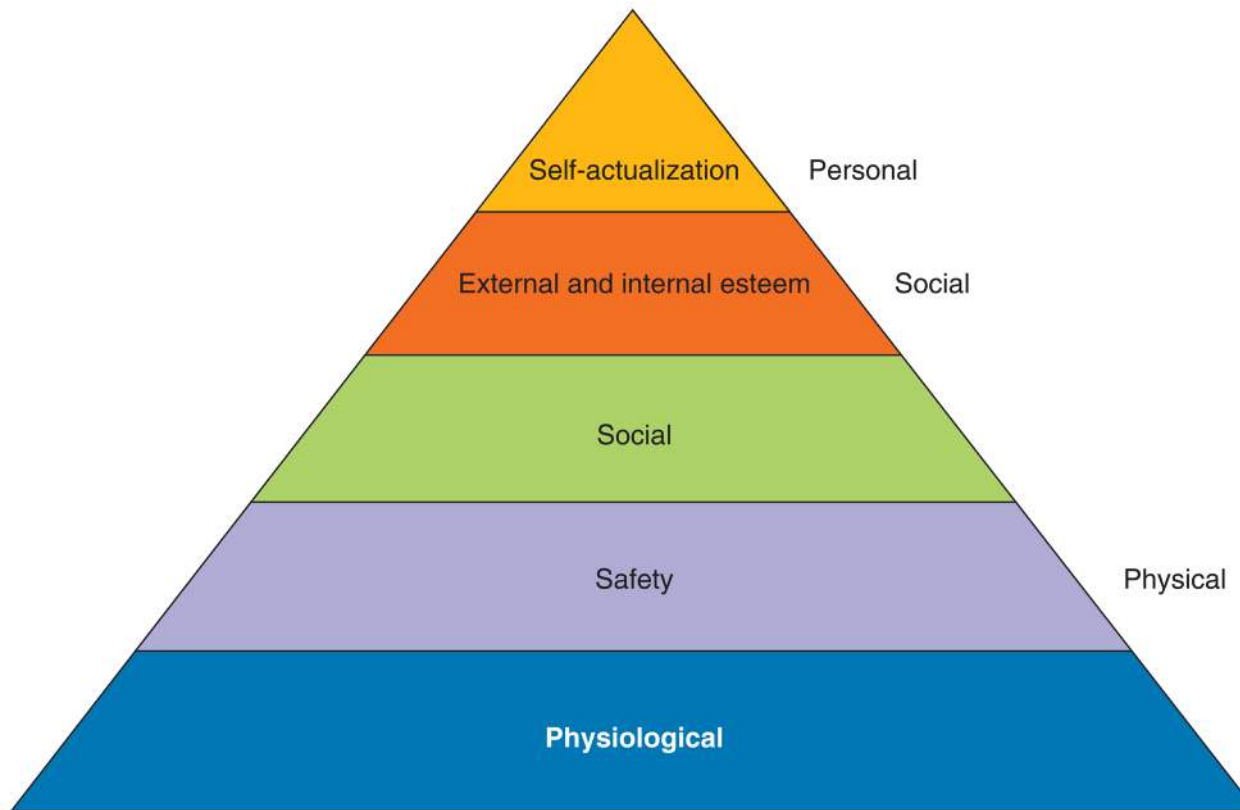 Self-actualization Personal
External and internal esteem Social
Social
Safety Physical
Physiological